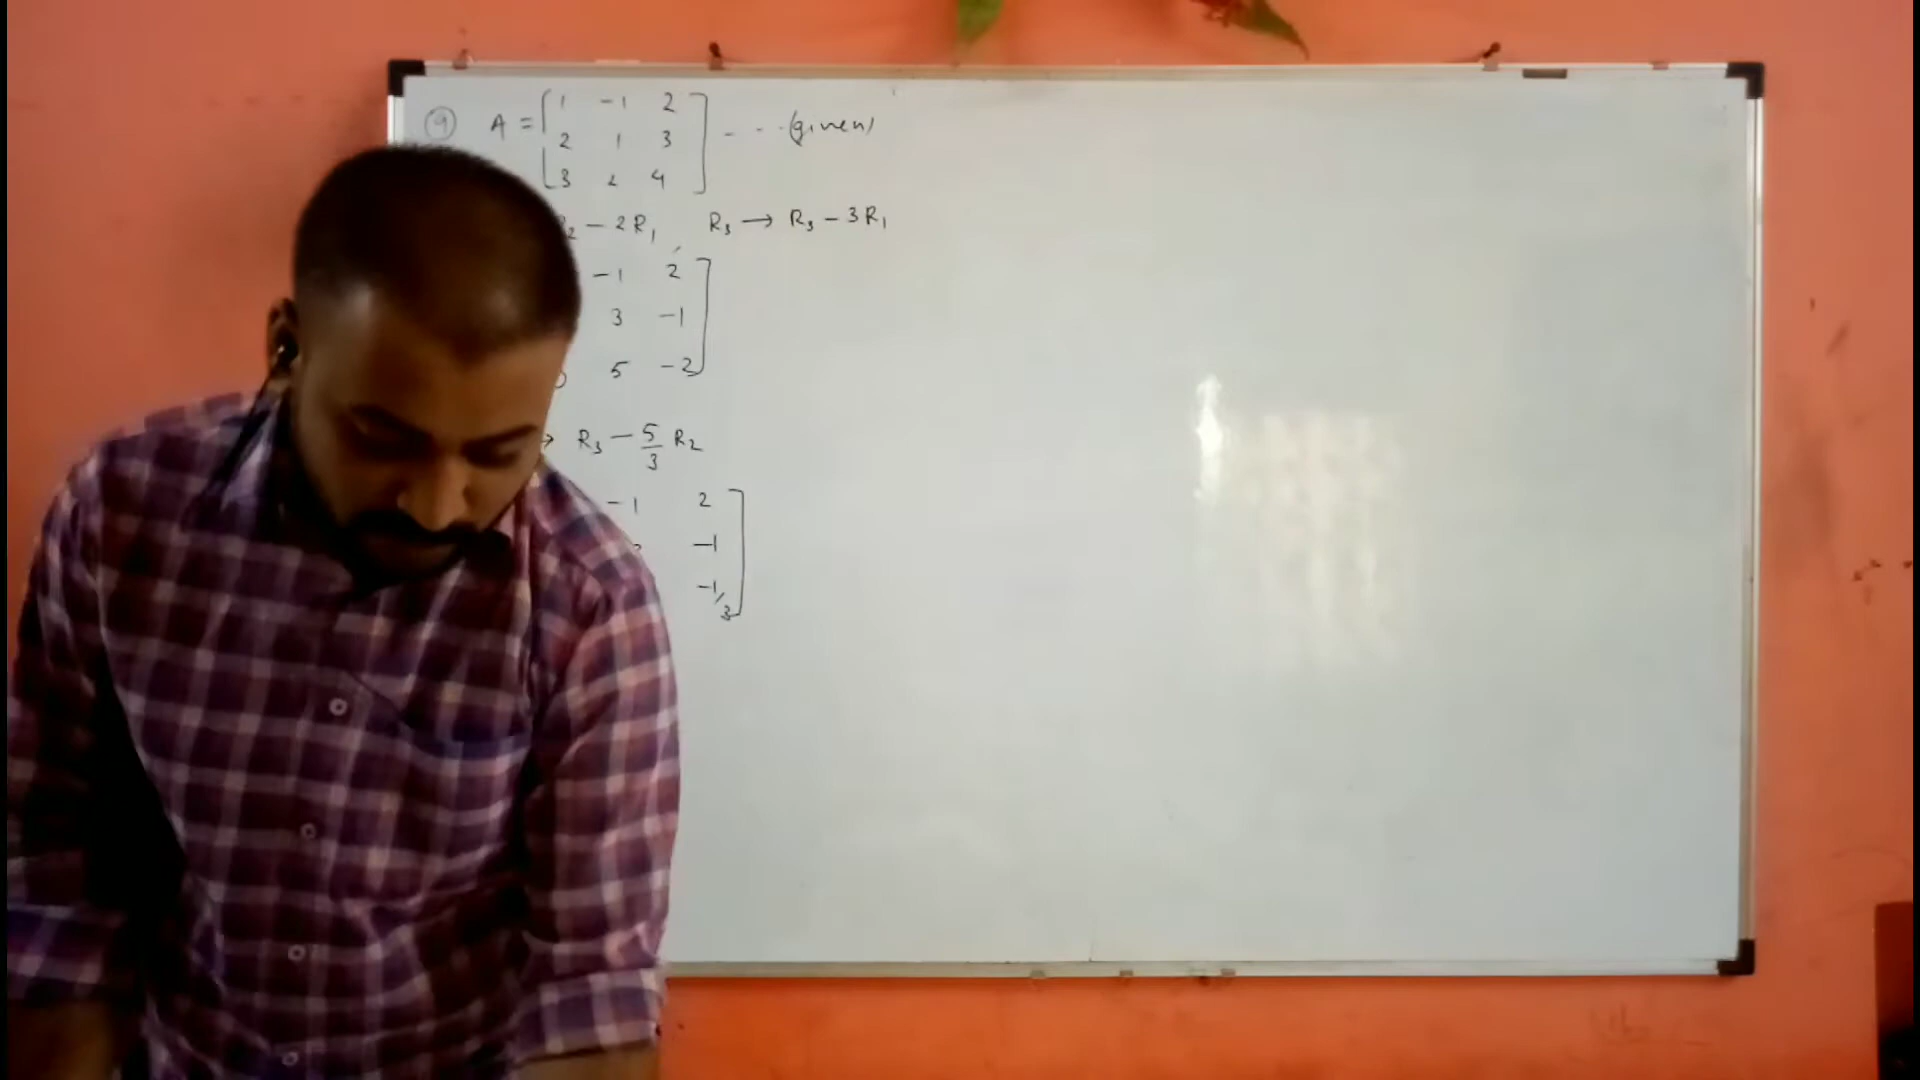 9 A = [ 1 -1 2 ] - - - (given)
2 1 3
3 2 4
R2 - 2R1, R3 → R3 - 3R1
-1 2
3 -1
0 5 -2
→ R3 - 5/3 R2
-1 2
-1
-1/3